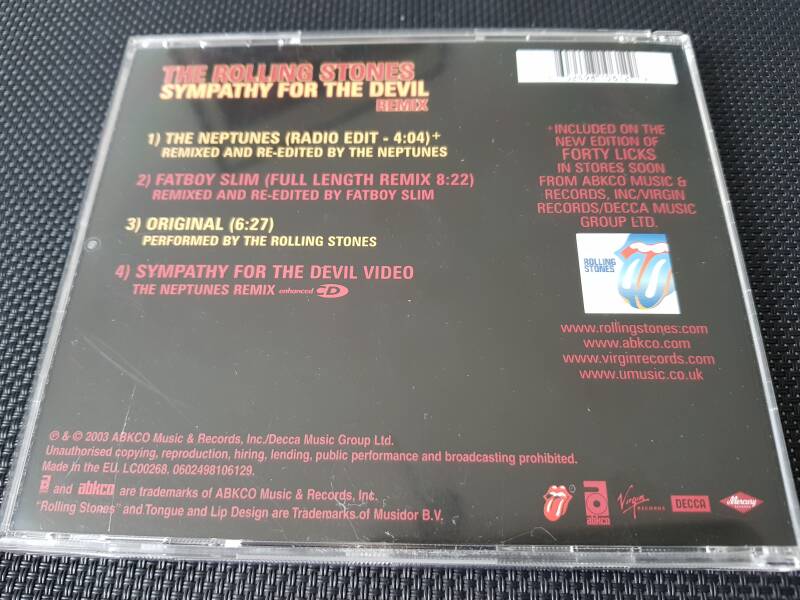 THE ROLLING STONES
SYMPATHY FOR THE DEVIL
REMIX
1) THE NEPTUNES (RADIO EDIT - 4:04)+
REMIXED AND RE-EDITED BY THE NEPTUNES
2) FATBOY SLIM (FULL LENGTH REMIX 8:22)
REMIXED AND RE-EDITED BY FATBOY SLIM
3) ORIGINAL (6:27)
PERFORMED BY THE ROLLING STONES
4) SYMPATHY FOR THE DEVIL VIDEO
THE NEPTUNES REMIX enhanced CD
+INCLUDED ON THE
NEW EDITION OF
FORTY LICKS
IN STORES SOON
FROM ABKCO MUSIC &
RECORDS, INC/VIRGIN
RECORDS/DECCA MUSIC
GROUP LTD.
ROLLING
STONES
40
www.rollingstones.com
www.abkco.com
www.virginrecords.com
www.umusic.co.uk
℗ & © 2003 ABKCO Music & Records, Inc./Decca Music Group Ltd.
Unauthorised copying, reproduction, hiring, lending, public performance and broadcasting prohibited.
Made in the EU. LC00268. 0602498106129.
a and abkco are trademarks of ABKCO Music & Records, Inc.
"Rolling Stones" and Tongue and Lip Design are Trademarks of Musidor B.V.
abkco
Virgin
RECORDS
DECCA
Mercury